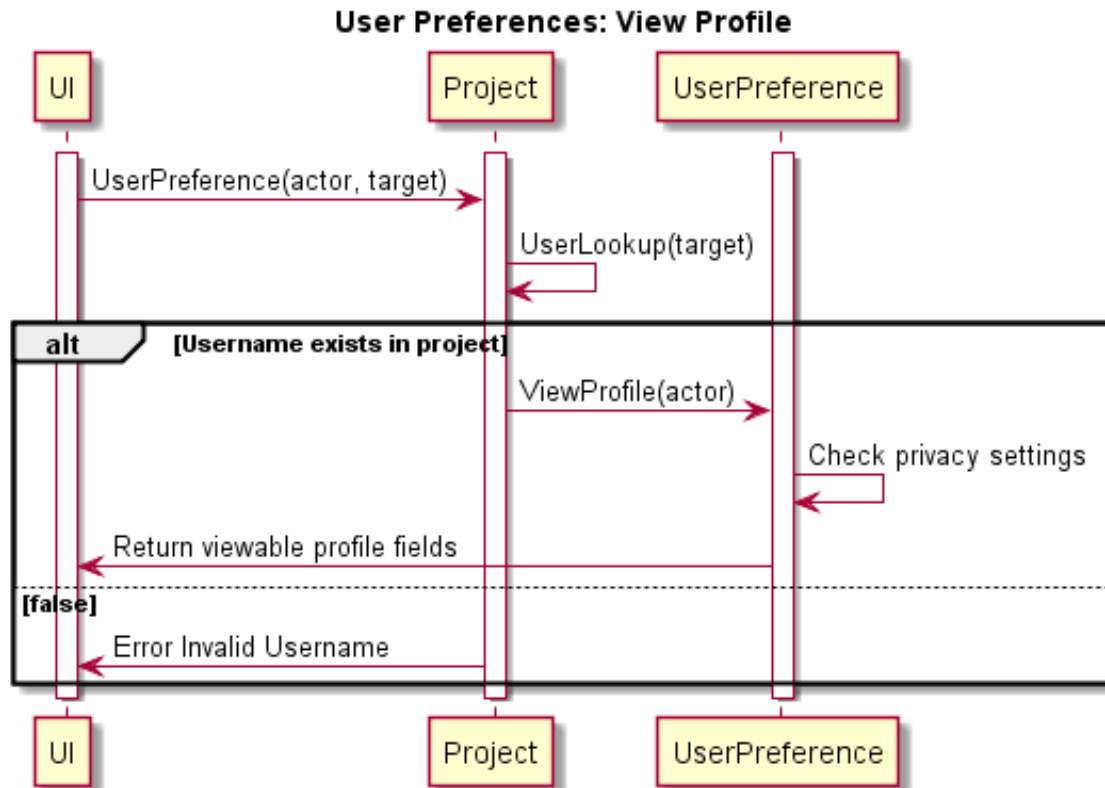 User Preferences: View Profile
UI
Project
UserPreference
UserPreference(actor, target)
UserLookup(target)
alt
[Username exists in project]
ViewProfile(actor)
Check privacy settings
Return viewable profile fields
[false]
Error Invalid Username
UI
Project
UserPreference